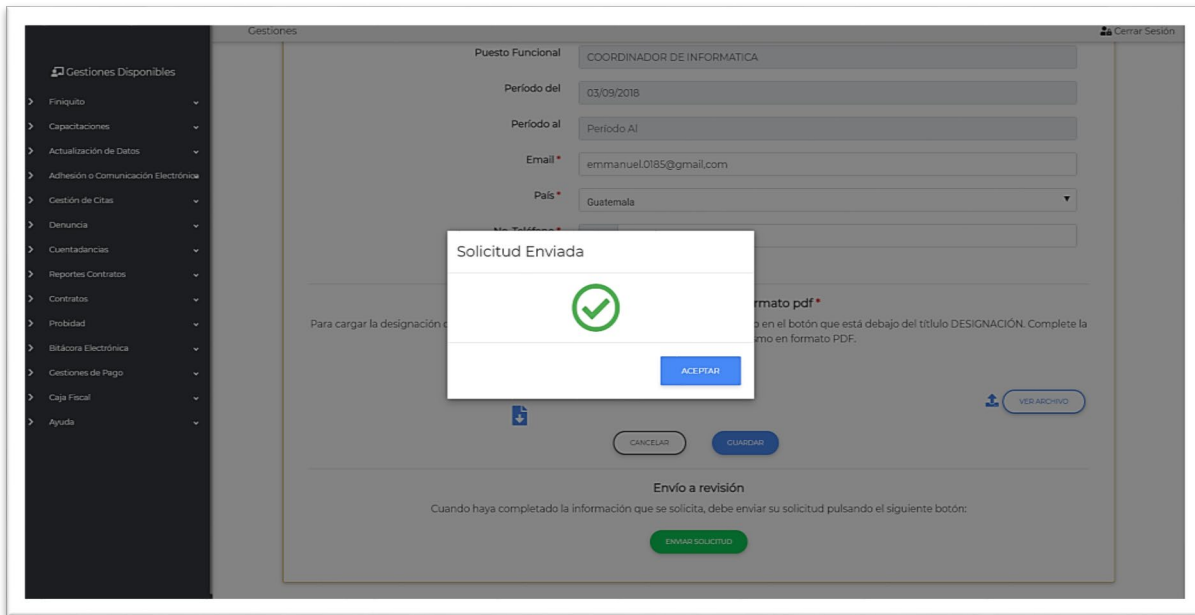 Gestiones
Cerrar Sesión
Gestiones Disponibles
Finiquito
Capacitaciones
Actualización de Datos
Adhesión o Comunicación Electrónica
Gestión de Citas
Denuncia
Cuentadancias
Reportes Contratos
Contratos
Probidad
Bitácora Electrónica
Gestiones de Pago
Caja Fiscal
Ayuda
Puesto Funcional
COORDINADOR DE INFORMATICA
Período del
03/09/2018
Período al
Período Al
Email *
emmanuel.0185@gmail,com
País *
Guatemala
No. Teléfono *
Solicitud Enviada
ACEPTAR
rmato pdf *
Para cargar la designación
en el botón que está debajo del títlulo DESIGNACIÓN. Complete la
mo en formato PDF.
VER ARCHIVO
CANCELAR
GUARDAR
Envío a revisión
Cuando haya completado la información que se solicita, debe enviar su solicitud pulsando el siguiente botón:
ENVIAR SOLICITUD